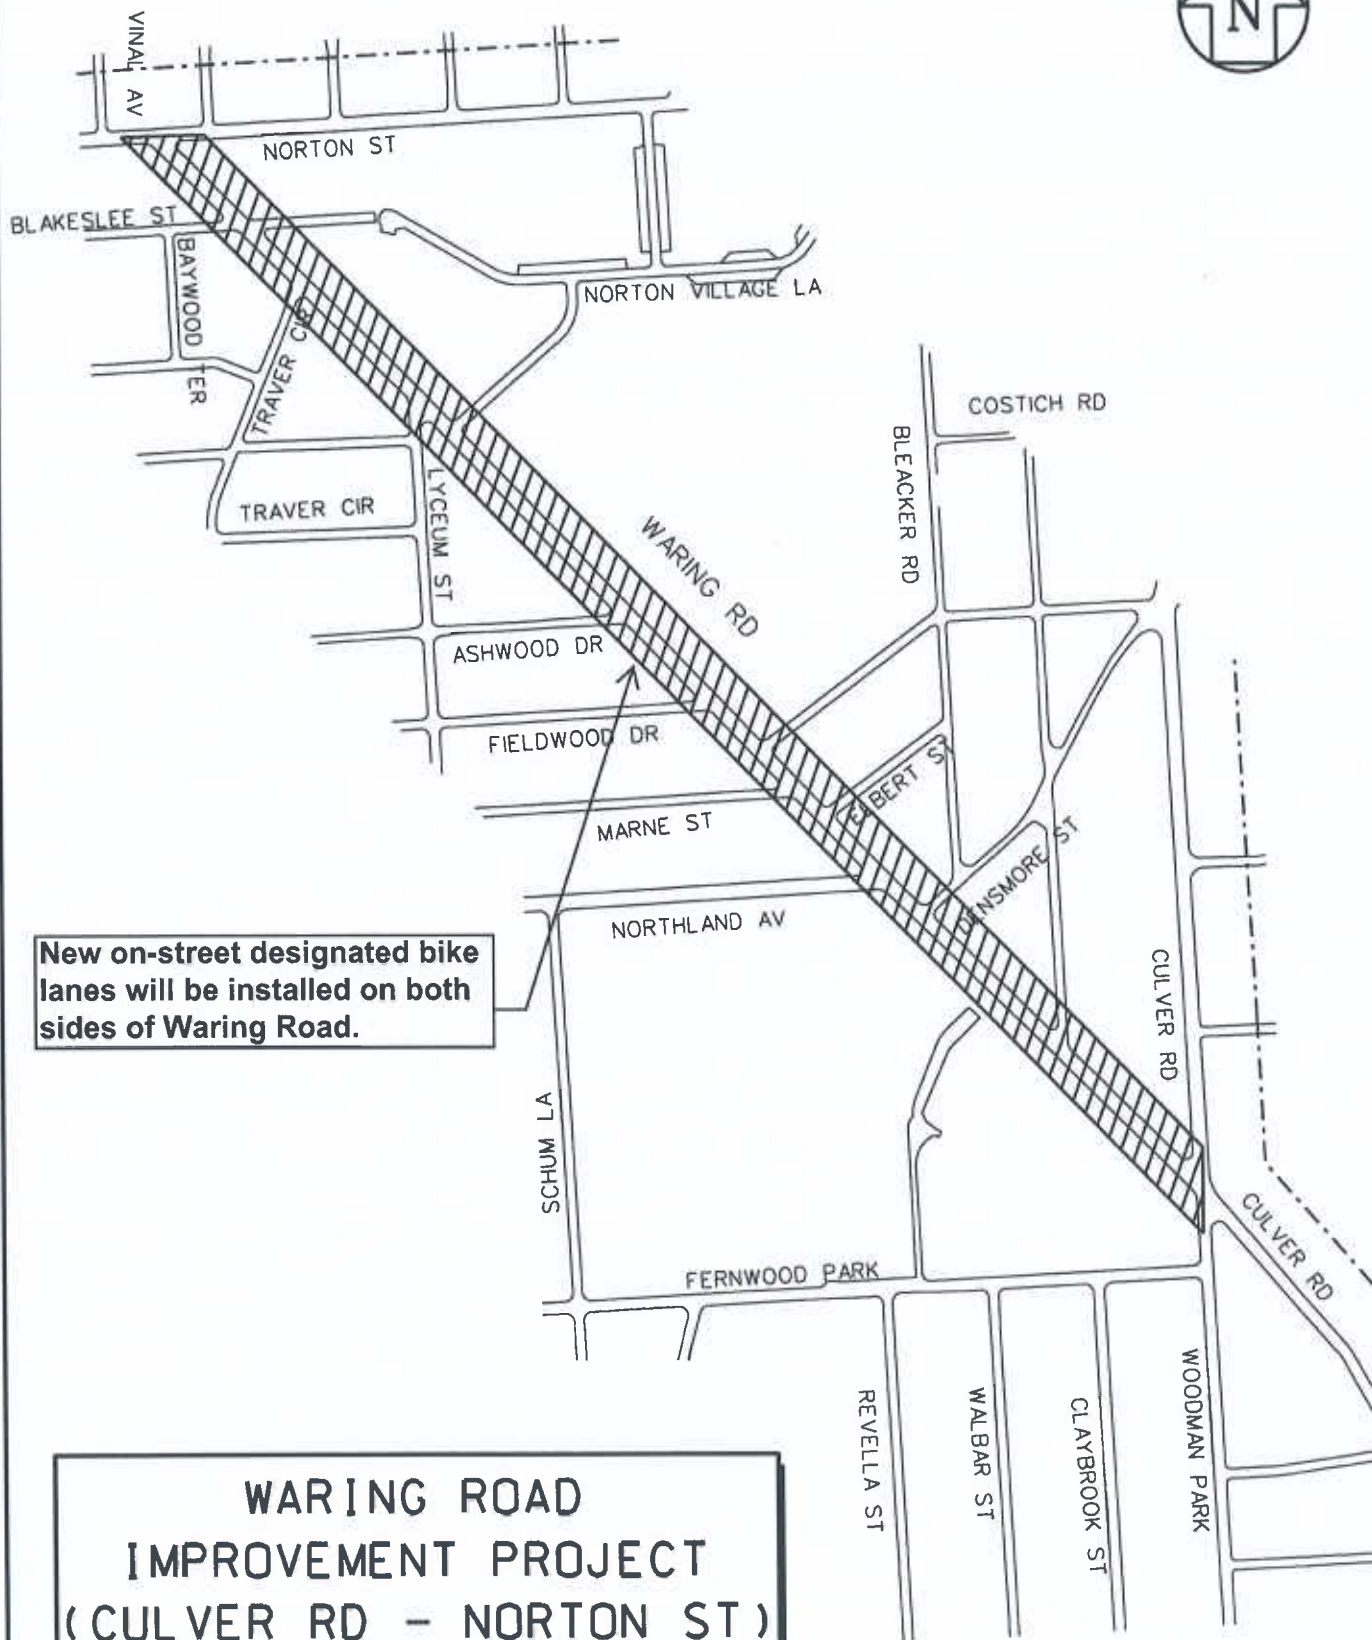 N
VINAL AV
NORTON ST
BLAKESLEE ST
BAYWOOD TER
TRAVER CIR
NORTON VILLAGE LA
COSTICH RD
BLEACKER RD
TRAVER CIR
LYCEUM ST
WARING RD
ASHWOOD DR
FIELDWOOD DR
ELBERT ST
MARNE ST
DENSMORE ST
NORTHLAND AV
New on-street designated bike
lanes will be installed on both
sides of Waring Road.
CULVER RD
SCHUM LA
CULVER RD
FERNWOOD PARK
REVELLA ST
WALBAR ST
CLAYBROOK ST
WOODMAN PARK
WARING ROAD
IMPROVEMENT PROJECT
(CULVER RD - NORTON ST)